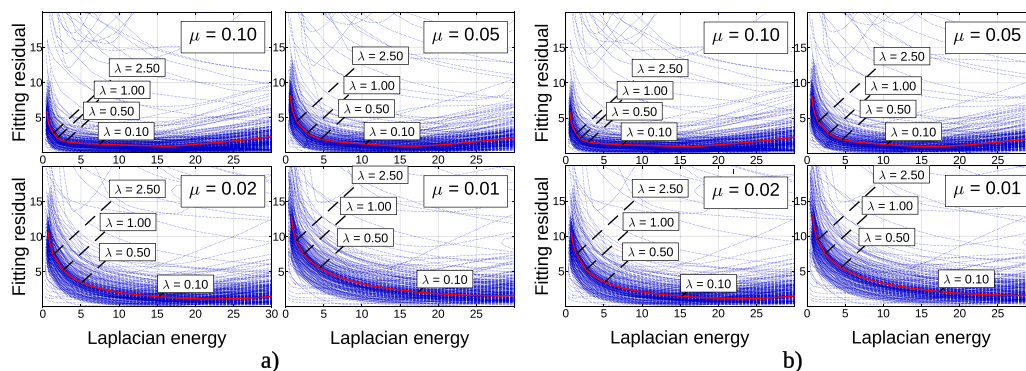 Fitting residual
15
10
5
μ = 0.10
λ = 2.50
λ = 1.00
λ = 0.50
λ = 0.10
0 5 10 15 20 25
μ = 0.05
λ = 2.50
λ = 1.00
λ = 0.50
λ = 0.10
0 5 10 15 20 25
Fitting residual
20
15
10
5
μ = 0.02
λ = 2.50
λ = 1.00
λ = 0.50
λ = 0.10
0 5 10 15 20 25 30
μ = 0.01
λ = 2.50
λ = 1.00
λ = 0.50
λ = 0.10
0 5 10 15 20 25 30
Laplacian energy
Laplacian energy
a)
Fitting residual
15
10
5
0
μ = 0.10
λ = 2.50
λ = 1.00
λ = 0.50
λ = 0.10
0 5 10 15 20 25
μ = 0.05
λ = 2.50
λ = 1.00
λ = 0.50
λ = 0.10
0 5 10 15 20 25
Fitting residual
20
15
10
5
μ = 0.02
λ = 2.50
λ = 1.00
λ = 0.50
λ = 0.10
0 5 10 15 20 25
μ = 0.01
λ = 2.50
λ = 1.00
λ = 0.50
λ = 0.10
0 5 10 15 20 25
Laplacian energy
Laplacian energy
b)